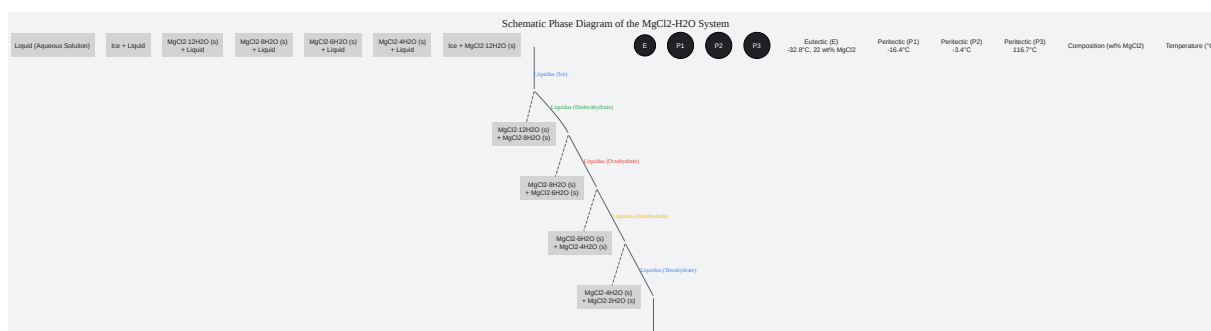 Schematic Phase Diagram of the MgCl2-H2O System
Liquid (Aqueous Solution)
Ice + Liquid
MgCl2·12H2O (s)
+ Liquid
MgCl2·8H2O (s)
+ Liquid
MgCl2·6H2O (s)
+ Liquid
MgCl2·4H2O (s)
+ Liquid
Ice + MgCl2·12H2O (s)
E
P1
P2
P3
Eutectic (E)
-32.8°C, 22 wt% MgCl2
Peritectic (P1)
-16.4°C
Peritectic (P2)
-3.4°C
Peritectic (P3)
116.7°C
Composition (wt% MgCl2)
Temperature (°C
Liquidus (Ice)
Liquidus (Dodecahydrate)
MgCl2·12H2O (s)
+ MgCl2·8H2O (s)
Liquidus (Octahydrate)
MgCl2·8H2O (s)
+ MgCl2·6H2O (s)
Liquidus (Hexahydrate)
MgCl2·6H2O (s)
+ MgCl2·4H2O (s)
Liquidus (Tetrahydrate)
MgCl2·4H2O (s)
+ MgCl2·2H2O (s)